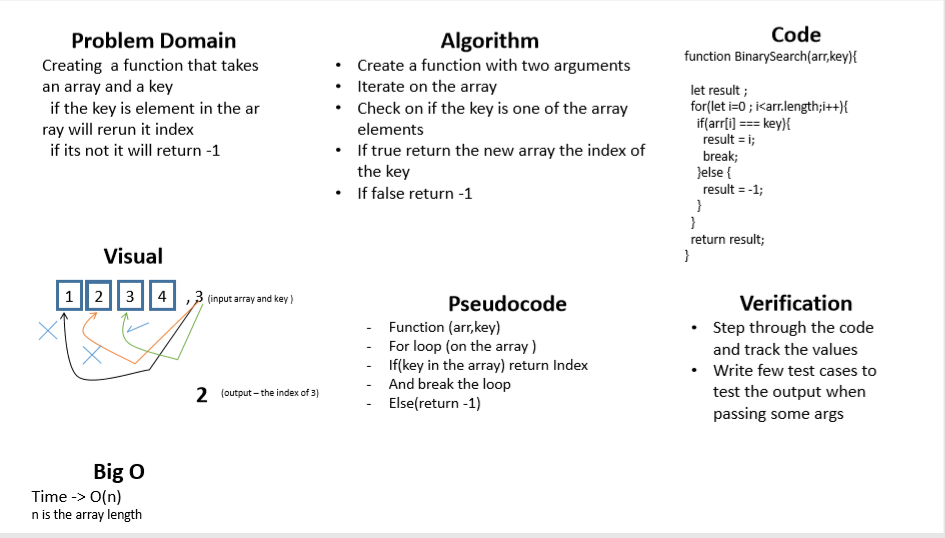 Problem Domain
Creating  a function that takes
an array and a key
if the key is element in the ar
ray will rerun it index
if its not it will return -1
Algorithm
• Create a function with two arguments
• Iterate on the array
• Check on if the key is one of the array
elements
• If true return the new array the index of
the key
• If false return -1
Code
function BinarySearch(arr,key){
let result ;
for(let i=0 ; i<arr.length;i++){
if(arr[i] === key){
result = i;
break;
}else {
result = -1;
}
}
return result;
}
Visual
1 2 3 4 , 3 (input array and key )
2 (output – the index of 3)
Pseudocode
- Function (arr,key)
- For loop (on the array )
- If(key in the array) return Index
- And break the loop
- Else(return -1)
Verification
• Step through the code
and track the values
• Write few test cases to
test the output when
passing some args
Big O
Time -> O(n)
n is the array length